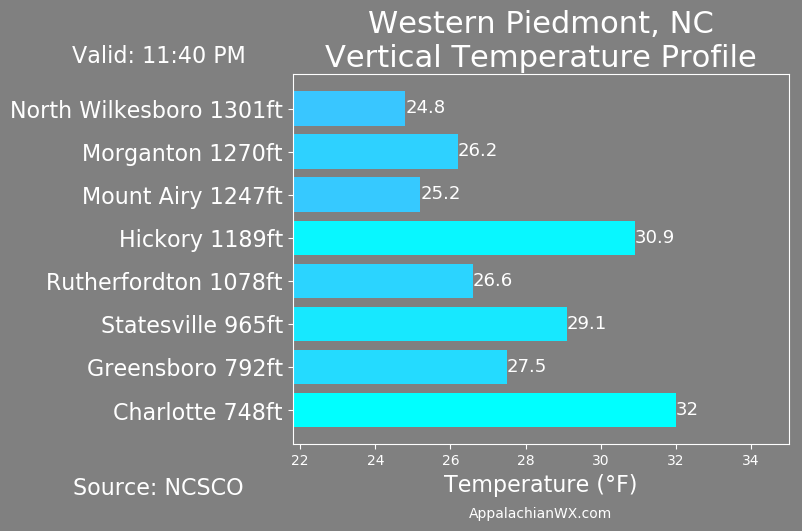 Western Piedmont, NC
Vertical Temperature Profile
Valid: 11:40 PM
North Wilkesboro 1301ft 24.8
Morganton 1270ft 26.2
Mount Airy 1247ft 25.2
Hickory 1189ft 30.9
Rutherfordton 1078ft 26.6
Statesville 965ft 29.1
Greensboro 792ft 27.5
Charlotte 748ft 32
22 24 26 28 30 32 34
Temperature (°F)
Source: NCSCO
AppalachianWX.com